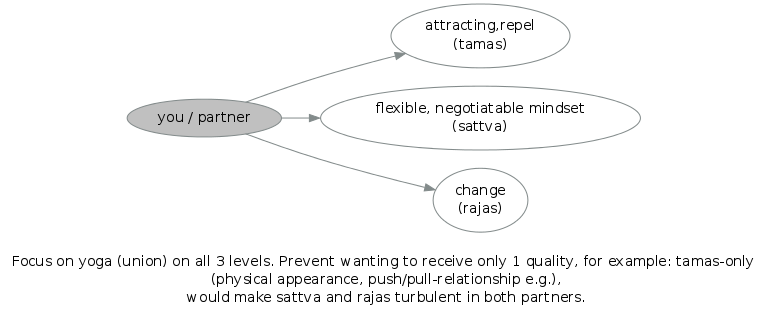 attracting,repel
(tamas)
you / partner
flexible, negotiatable mindset
(sattva)
change
(rajas)
Focus on yoga (union) on all 3 levels. Prevent wanting to receive only 1 quality, for example: tamas-only
(physical appearance, push/pull-relationship e.g.),
would make sattva and rajas turbulent in both partners.